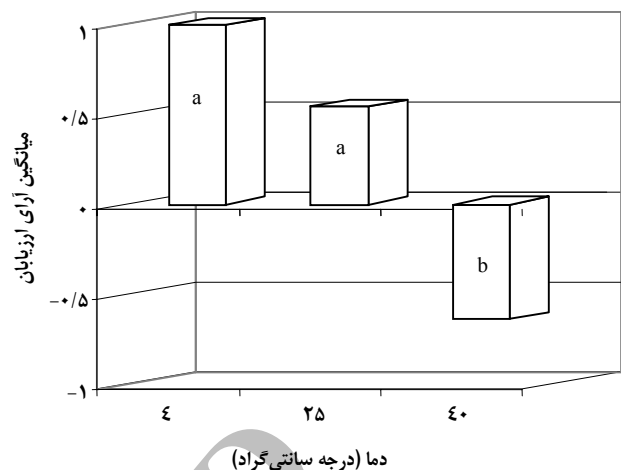 میانگین آرای ارزیابان
۱
۰/۵
۰
-۰/۵
-۱
a
a
b
٤
۲۵
٤۰
دما (درجه سانتی‌گراد)